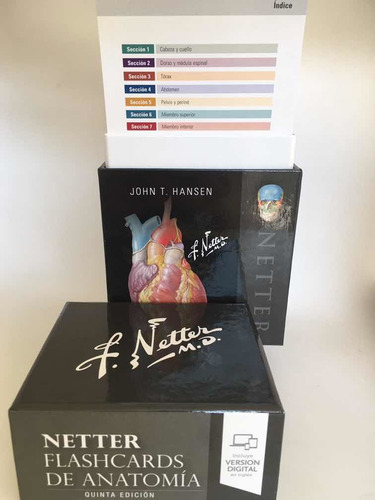 Índice
Sección 1 Cabeza y cuello
Sección 2 Dorso y médula espinal
Sección 3 Tórax
Sección 4 Abdomen
Sección 5 Pelvis y periné
Sección 6 Miembro superior
Sección 7 Miembro inferior
JOHN T. HANSEN
F. Netter
M.D.
NETTER
F. Netter
M.D.
NETTER
FLASHCARDS
DE ANATOMÍA
QUINTA EDICIÓN
Incluye
VERSIÓN
DIGITAL
en inglés